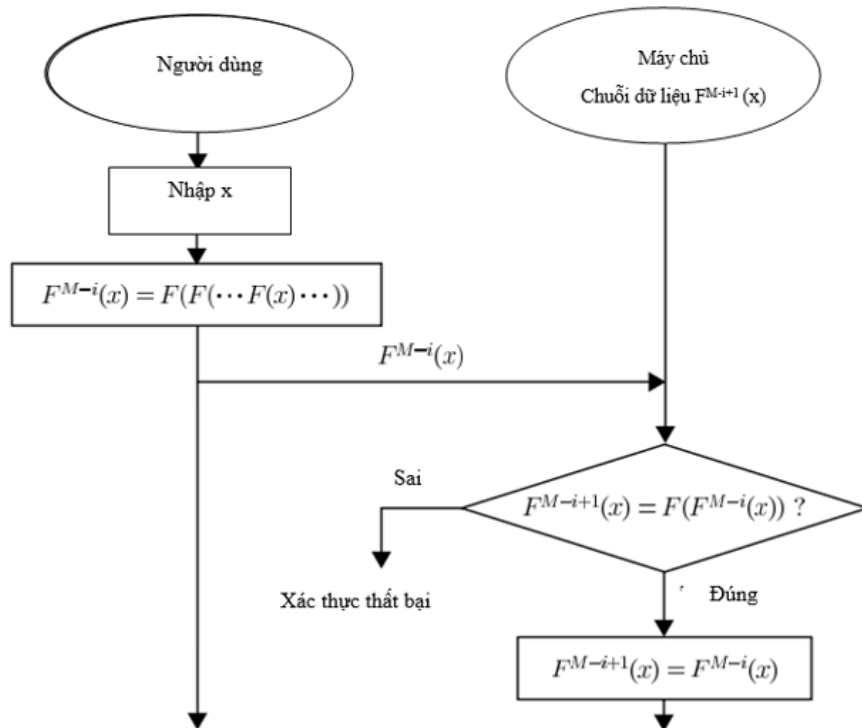 Người dùng
Nhập x
F^{M−i}(x) = F(F(⋯F(x)⋯))
F^{M−i}(x)
Máy chủ
Chuỗi dữ liệu F^{M-i+1}(x)
F^{M−i+1}(x) = F(F^{M−i}(x)) ?
Sai
Xác thực thất bại
Đúng
F^{M−i+1}(x) = F^{M−i}(x)